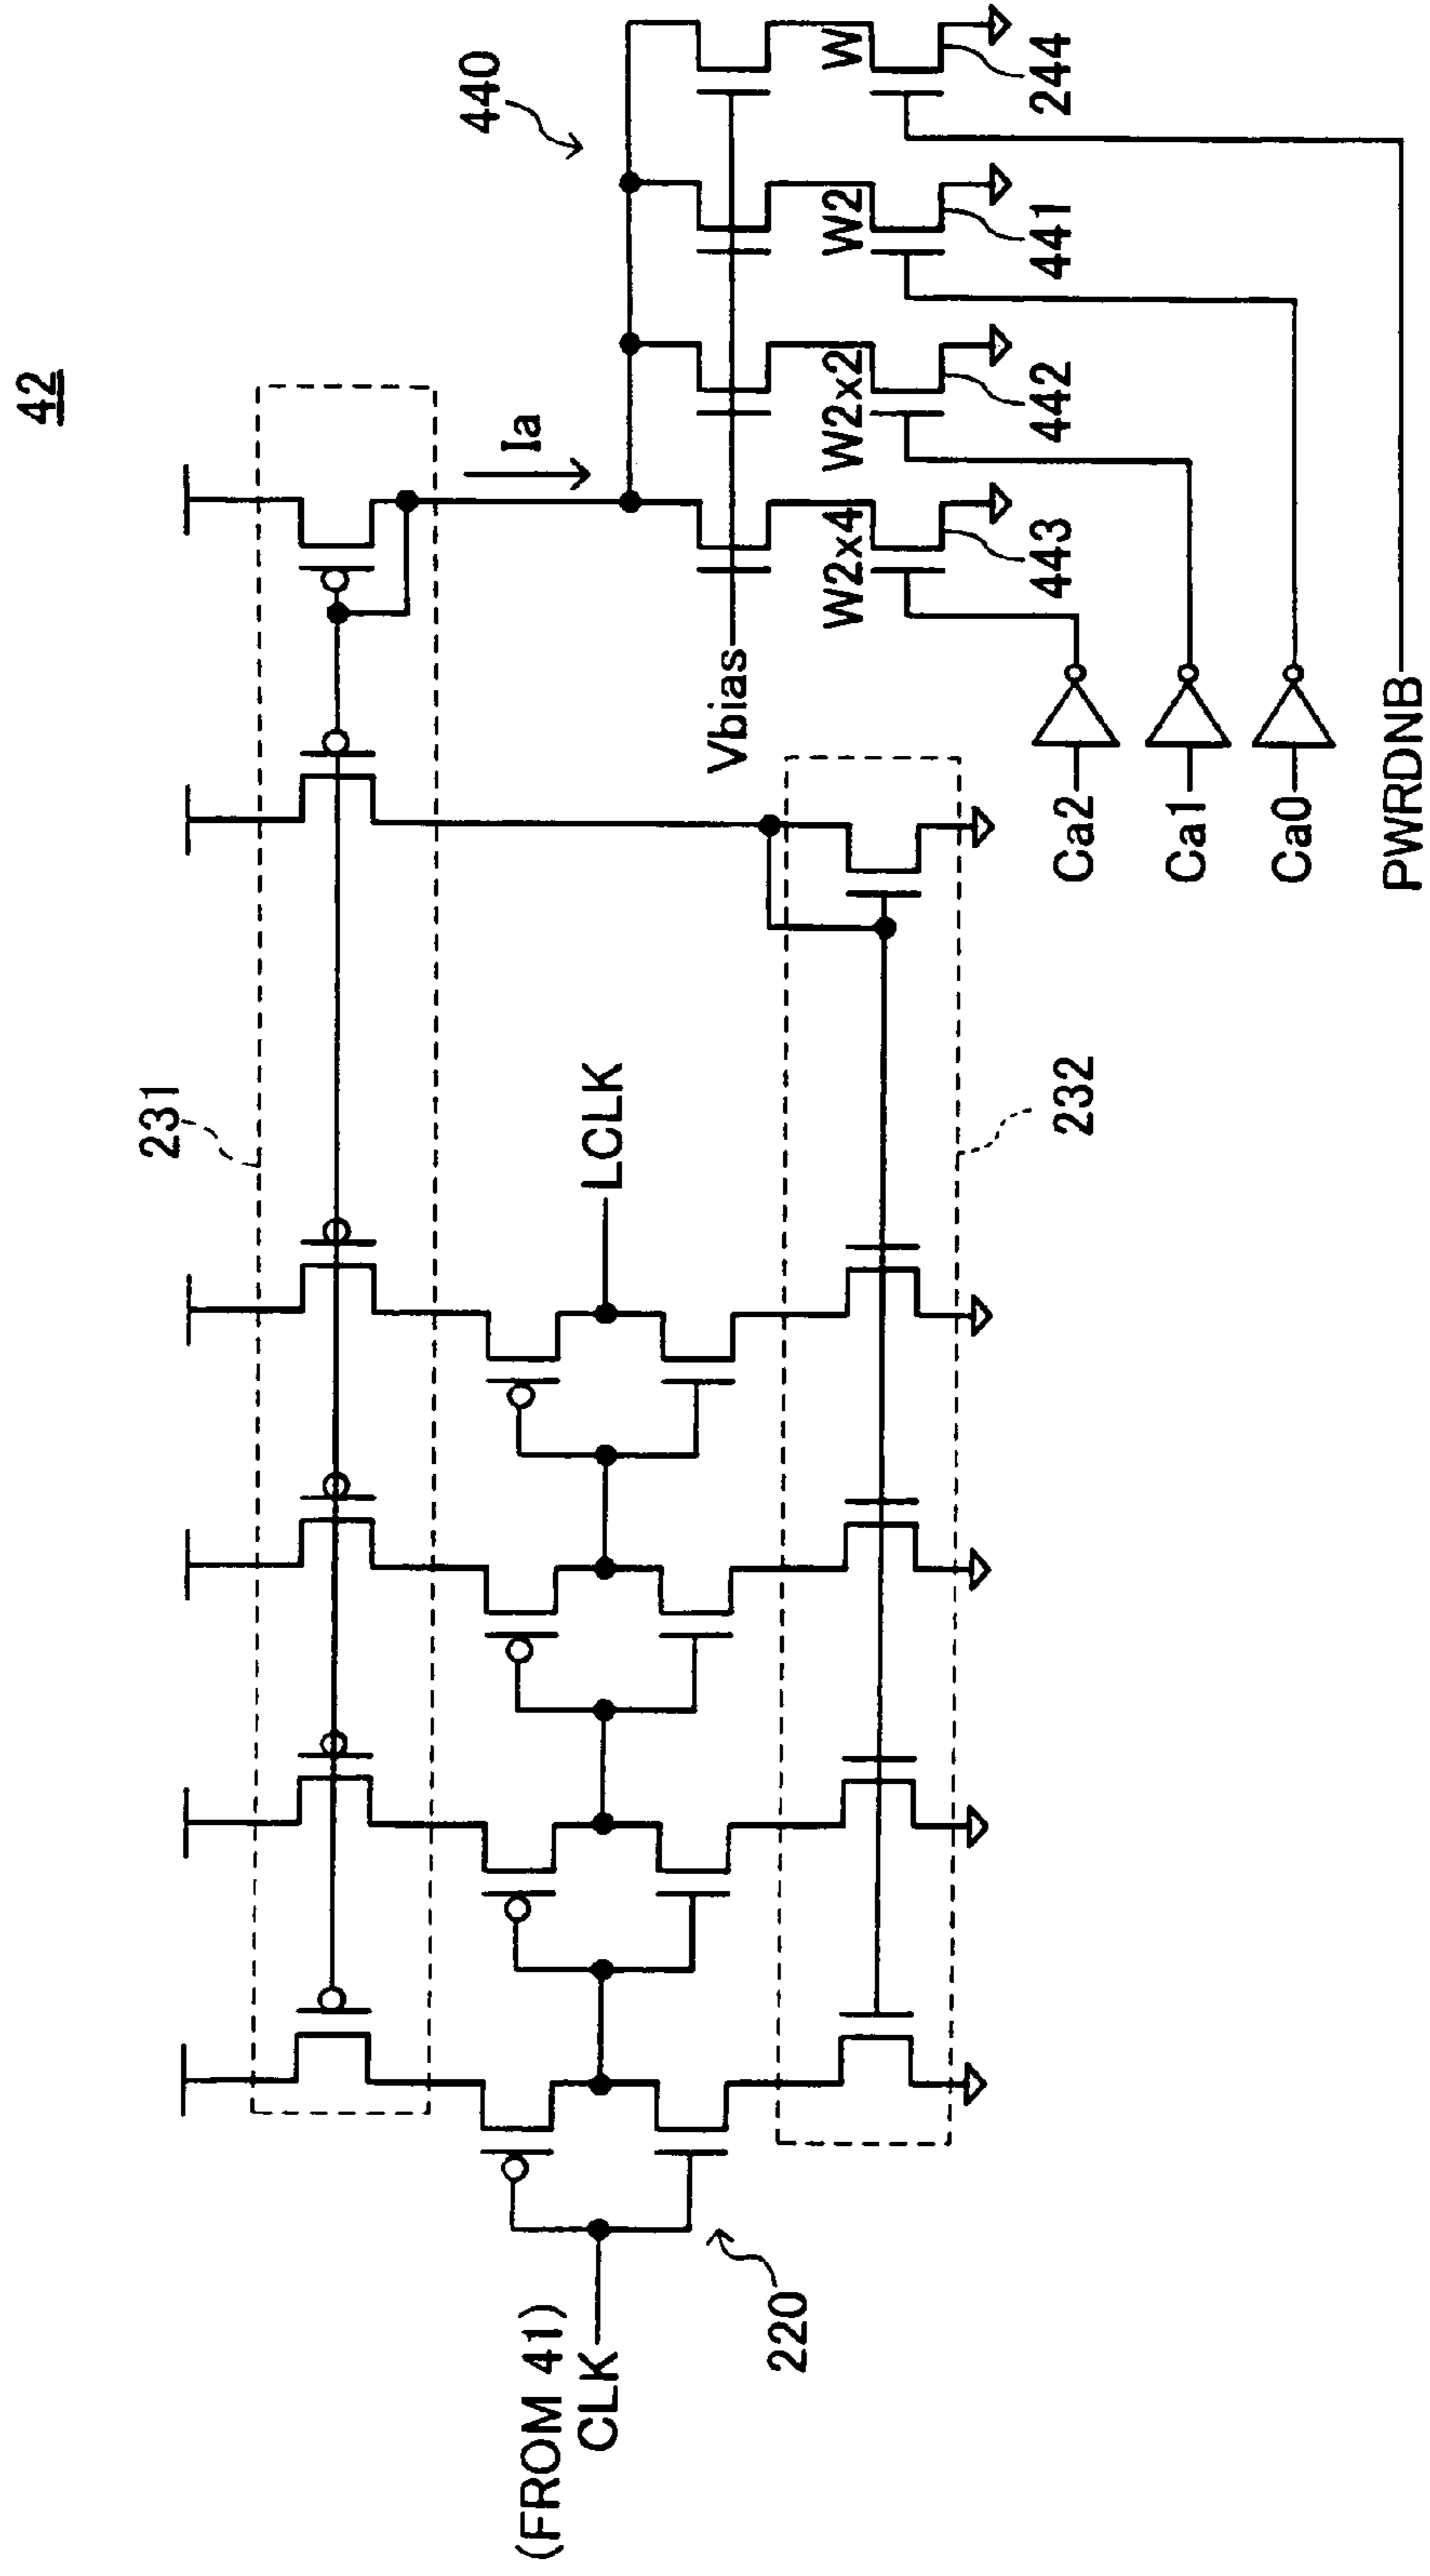 42
231
Ia
440
(FROM 41)
CLK
LCLK
220
232
Vbias
W2x4
W2x2
W2
W
443
442
441
244
Ca2
Ca1
Ca0
PWRDNB